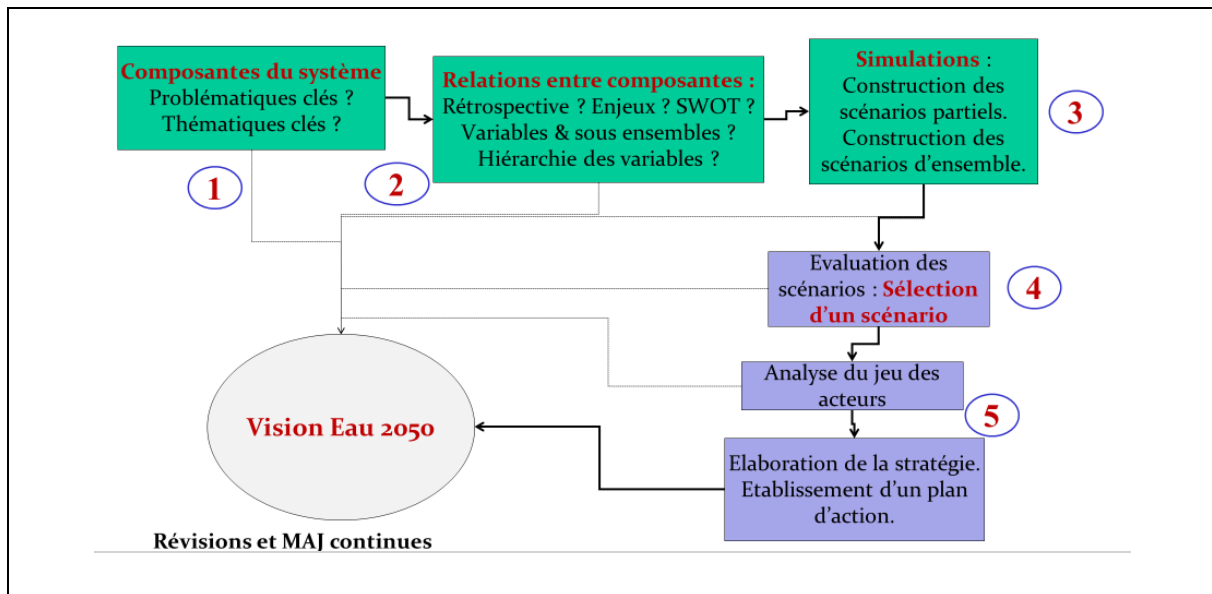 Composantes du système
Problématiques clés ?
Thématiques clés ?
1
Relations entre composantes :
Rétrospective ? Enjeux ? SWOT ?
Variables & sous ensembles ?
Hiérarchie des variables ?
2
Simulations :
Construction des
scénarios partiels.
Construction des
scénarios d'ensemble.
3
Evaluation des
scénarios : Sélection
d'un scénario
4
Analyse du jeu des
acteurs
5
Elaboration de la stratégie.
Etablissement d'un plan
d'action.
Vision Eau 2050
Révisions et MAJ continues